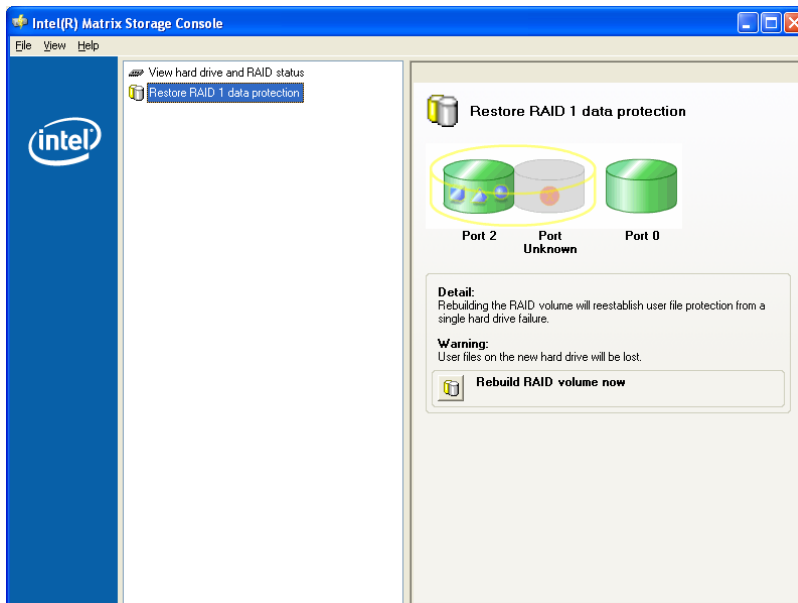 Intel(R) Matrix Storage Console
File View Help
View hard drive and RAID status
Restore RAID 1 data protection
intel
Restore RAID 1 data protection
Port 2
Port Unknown
Port 0
Detail:
Rebuilding the RAID volume will reestablish user file protection from a
single hard drive failure.
Warning:
User files on the new hard drive will be lost.
Rebuild RAID volume now